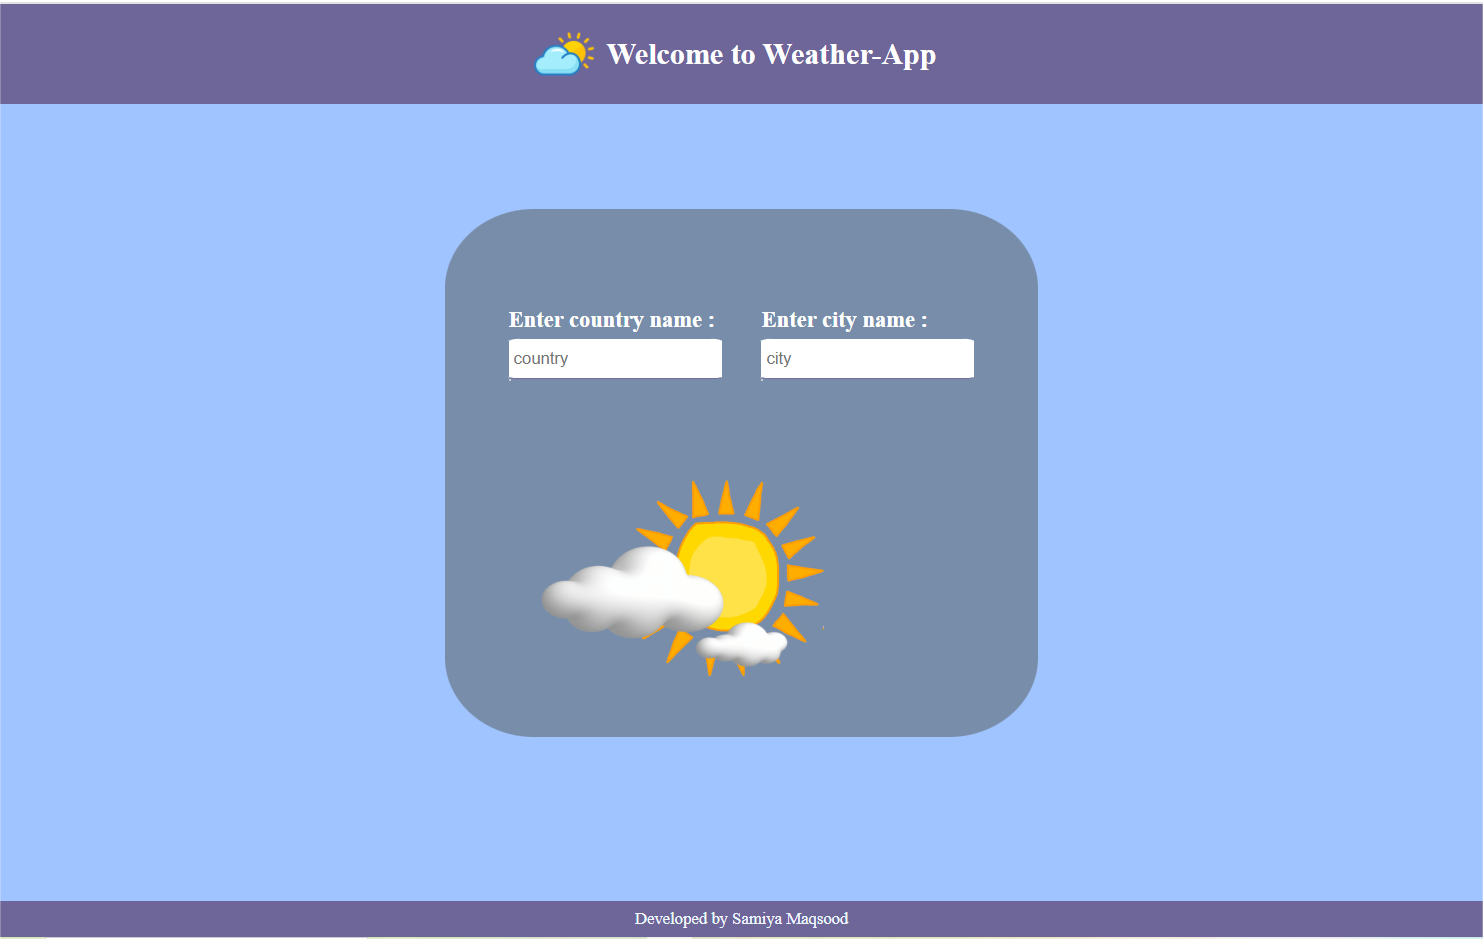 Welcome to Weather-App
Enter country name :
Enter city name :
country
city
Developed by Samiya Maqsood